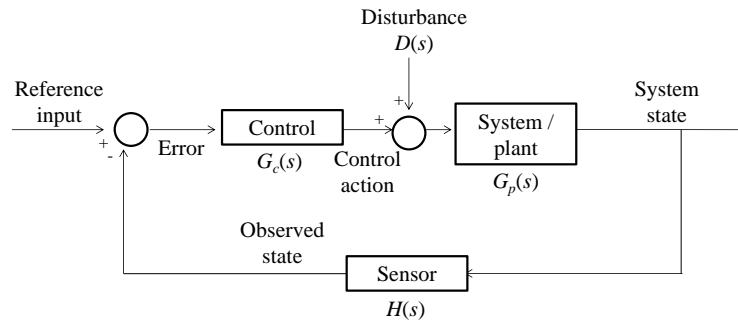 Disturbance
D(s)
Reference
input
+
-
Error
Control
G_c(s)
+
+
Control
action
System /
plant
G_p(s)
System
state
Observed
state
Sensor
H(s)